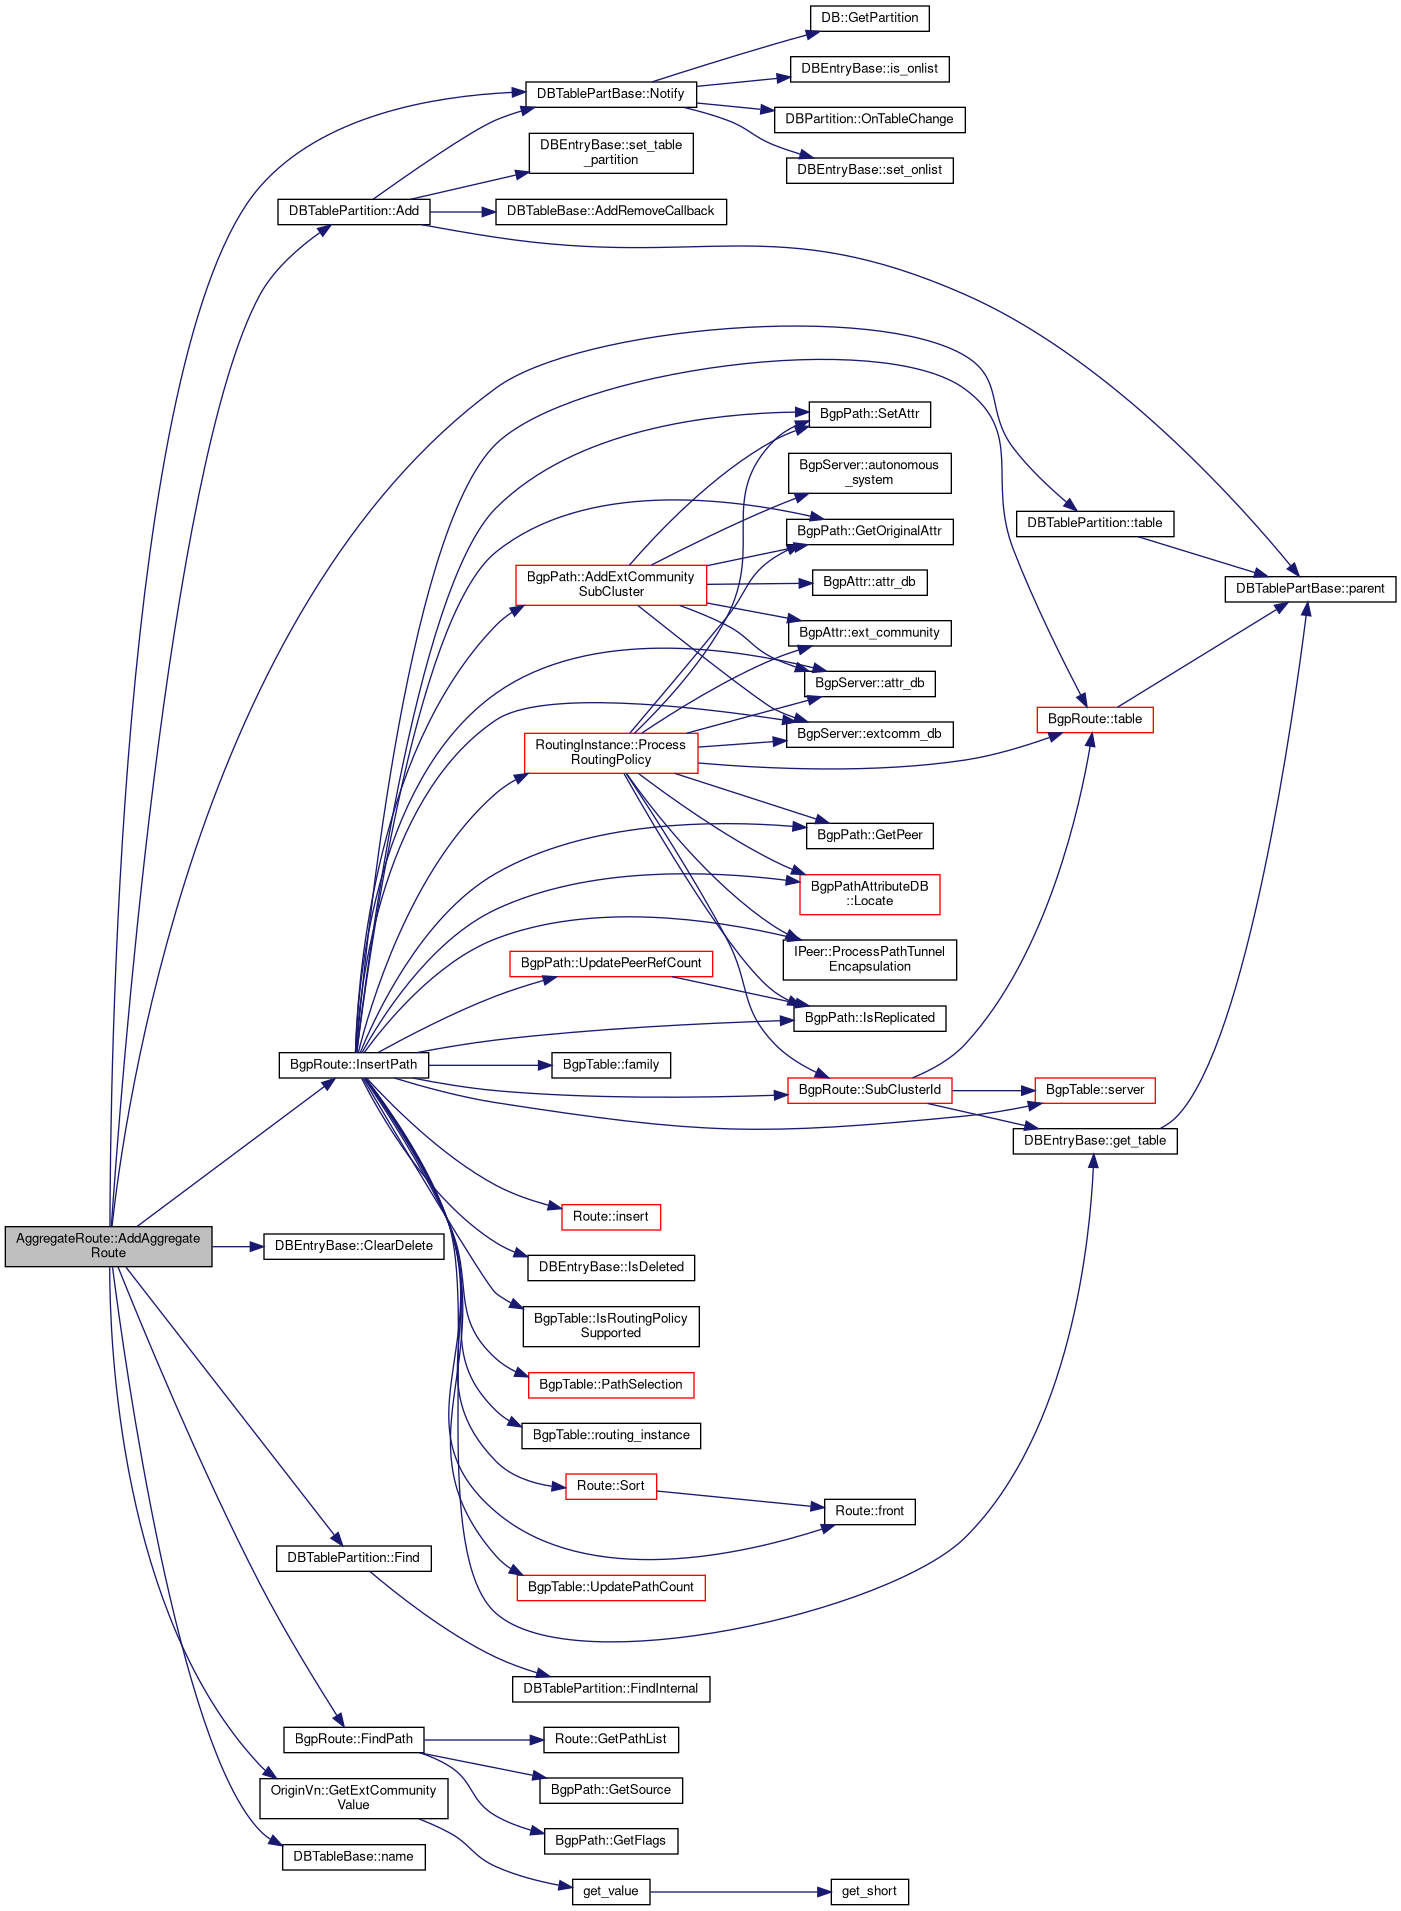 DB::GetPartition
DBEntryBase::is_onlist
DBTablePartBase::Notify
DBPartition::OnTableChange
DBEntryBase::set_table
_partition
DBEntryBase::set_onlist
DBTablePartition::Add
DBTableBase::AddRemoveCallback
BgpPath::SetAttr
BgpServer::autonomous
_system
DBTablePartition::table
BgpPath::GetOriginalAttr
BgpPath::AddExtCommunity
SubCluster
BgpAttr::attr_db
DBTablePartBase::parent
BgpAttr::ext_community
BgpServer::attr_db
BgpRoute::table
BgpServer::extcomm_db
RoutingInstance::Process
RoutingPolicy
BgpPath::GetPeer
BgpPathAttributeDB
::Locate
IPeer::ProcessPathTunnel
Encapsulation
BgpPath::UpdatePeerRefCount
BgpPath::IsReplicated
BgpRoute::InsertPath
BgpTable::family
BgpRoute::SubClusterId
BgpTable::server
DBEntryBase::get_table
Route::insert
AggregateRoute::AddAggregate
Route
DBEntryBase::ClearDelete
DBEntryBase::IsDeleted
BgpTable::IsRoutingPolicy
Supported
BgpTable::PathSelection
BgpTable::routing_instance
Route::Sort
Route::front
DBTablePartition::Find
BgpTable::UpdatePathCount
DBTablePartition::FindInternal
BgpRoute::FindPath
Route::GetPathList
BgpPath::GetSource
OriginVn::GetExtCommunity
Value
BgpPath::GetFlags
DBTableBase::name
get_value
get_short